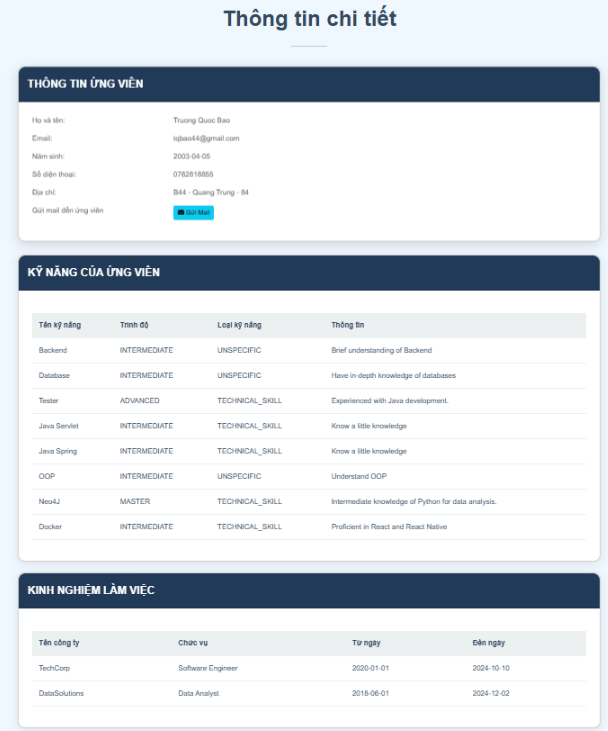 Thông tin chi tiết
THÔNG TIN ỨNG VIÊN
Họ và tên: Truong Quoc Bao
Email: tqbao44@gmail.com
Năm sinh: 2003-04-05
Số điện thoại: 0762818855
Địa chỉ: B44 - Quang Trung - 84
Gửi mail đến ứng viên Gửi Mail
KỸ NĂNG CỦA ỨNG VIÊN
Tên kỹ năng Trình độ Loại kỹ năng Thông tin
Backend INTERMEDIATE UNSPECIFIC Brief understanding of Backend
Database INTERMEDIATE UNSPECIFIC Have in-depth knowledge of databases
Tester ADVANCED TECHNICAL_SKILL Experienced with Java development.
Java Servlet INTERMEDIATE TECHNICAL_SKILL Know a little knowledge
Java Spring INTERMEDIATE TECHNICAL_SKILL Know a little knowledge
OOP INTERMEDIATE UNSPECIFIC Understand OOP
Neo4J MASTER TECHNICAL_SKILL Intermediate knowledge of Python for data analysis.
Docker INTERMEDIATE TECHNICAL_SKILL Proficient in React and React Native
KINH NGHIỆM LÀM VIỆC
Tên công ty Chức vụ Từ ngày Đến ngày
TechCorp Software Engineer 2020-01-01 2024-10-10
DataSolutions Data Analyst 2018-06-01 2024-12-02